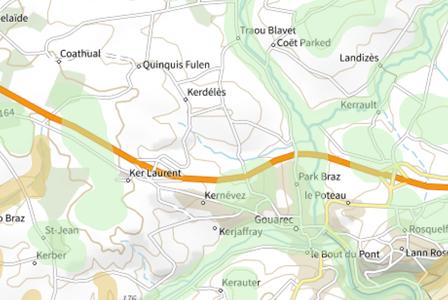 elaïde
Traou Blavet
Coët Parked
Coathual
Quinquis Fulen
Landizès
Kerdélès
Kerrault
164
Ker Laurent
Park Braz
Kernévez
le Poteau
o Braz
Gouarec
St-Jean
Kerjaffray
Rosquelf
Kerber
le Bout du Pont
Lann Ros
Kerauter
176